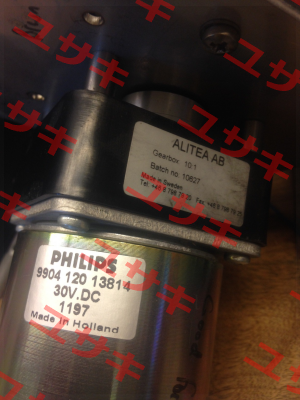 ALITEA AB
Gearbox 10:1
Batch no. 10827
Made in Sweden
PHILIPS
9904 120 13814
30V.DC
1197
Made in Holland
ユサキ
ユサキ
ユサキ
ユサキ
ユサキ
ユサキ